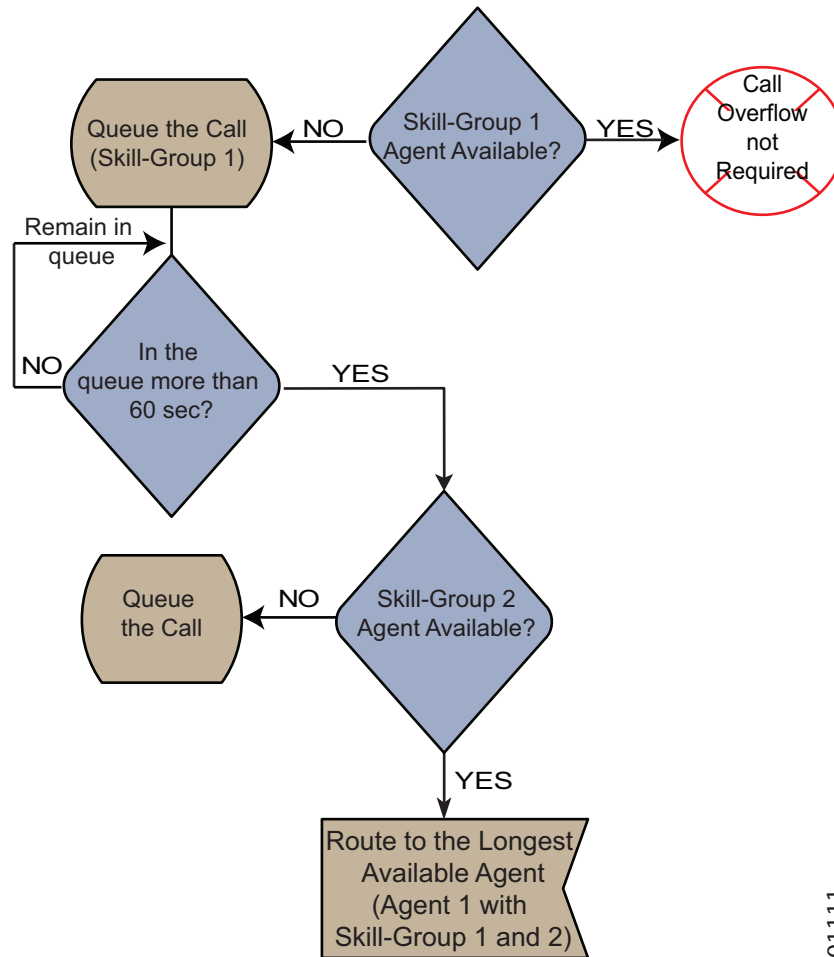 Skill-Group 1
Agent Available?
YES
Call
Overflow
not
Required
NO
Queue the Call
(Skill-Group 1)
Remain in
queue
In the
queue more than
60 sec?
NO
YES
Skill-Group 2
Agent Available?
NO
Queue
the Call
YES
Route to the Longest
Available Agent
(Agent 1 with
Skill-Group 1 and 2)